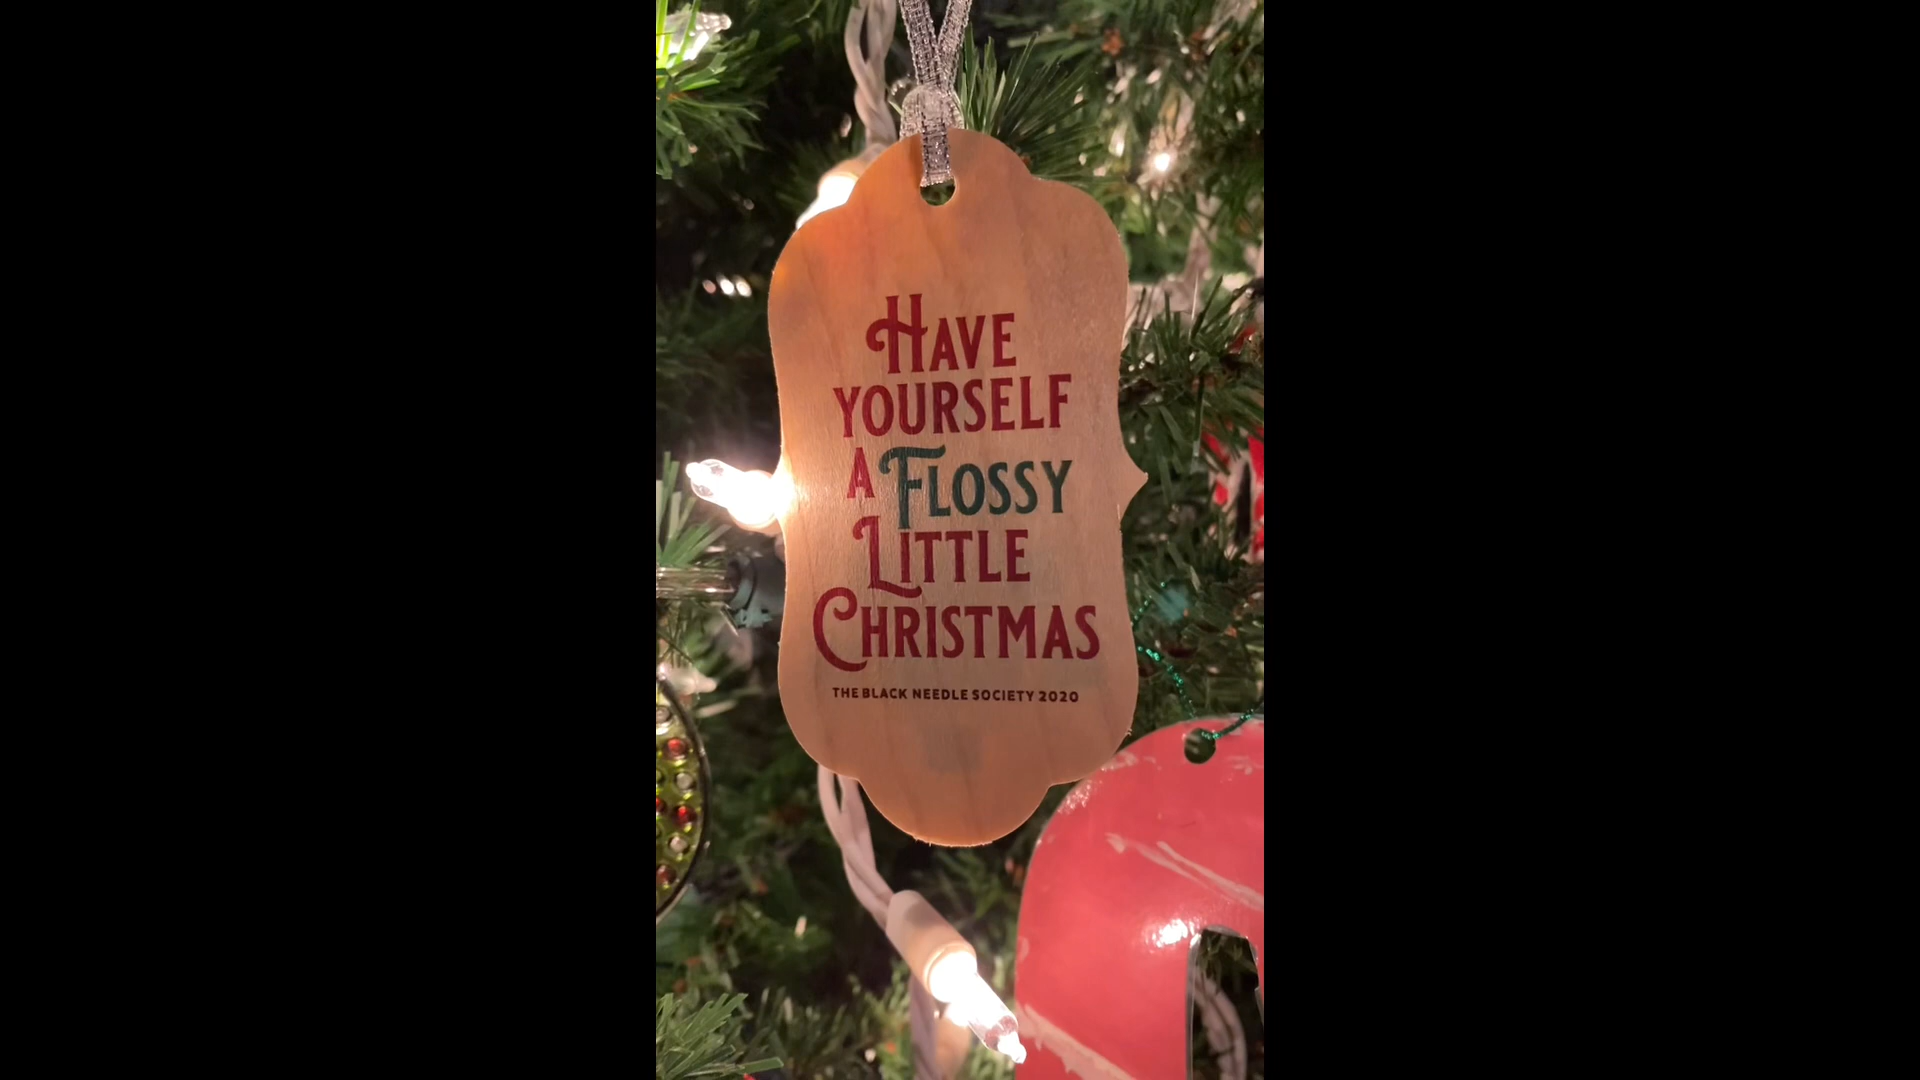 HAVE
YOURSELF
A FLOSSY
LITTLE
CHRISTMAS
THE BLACK NEEDLE SOCIETY 2020